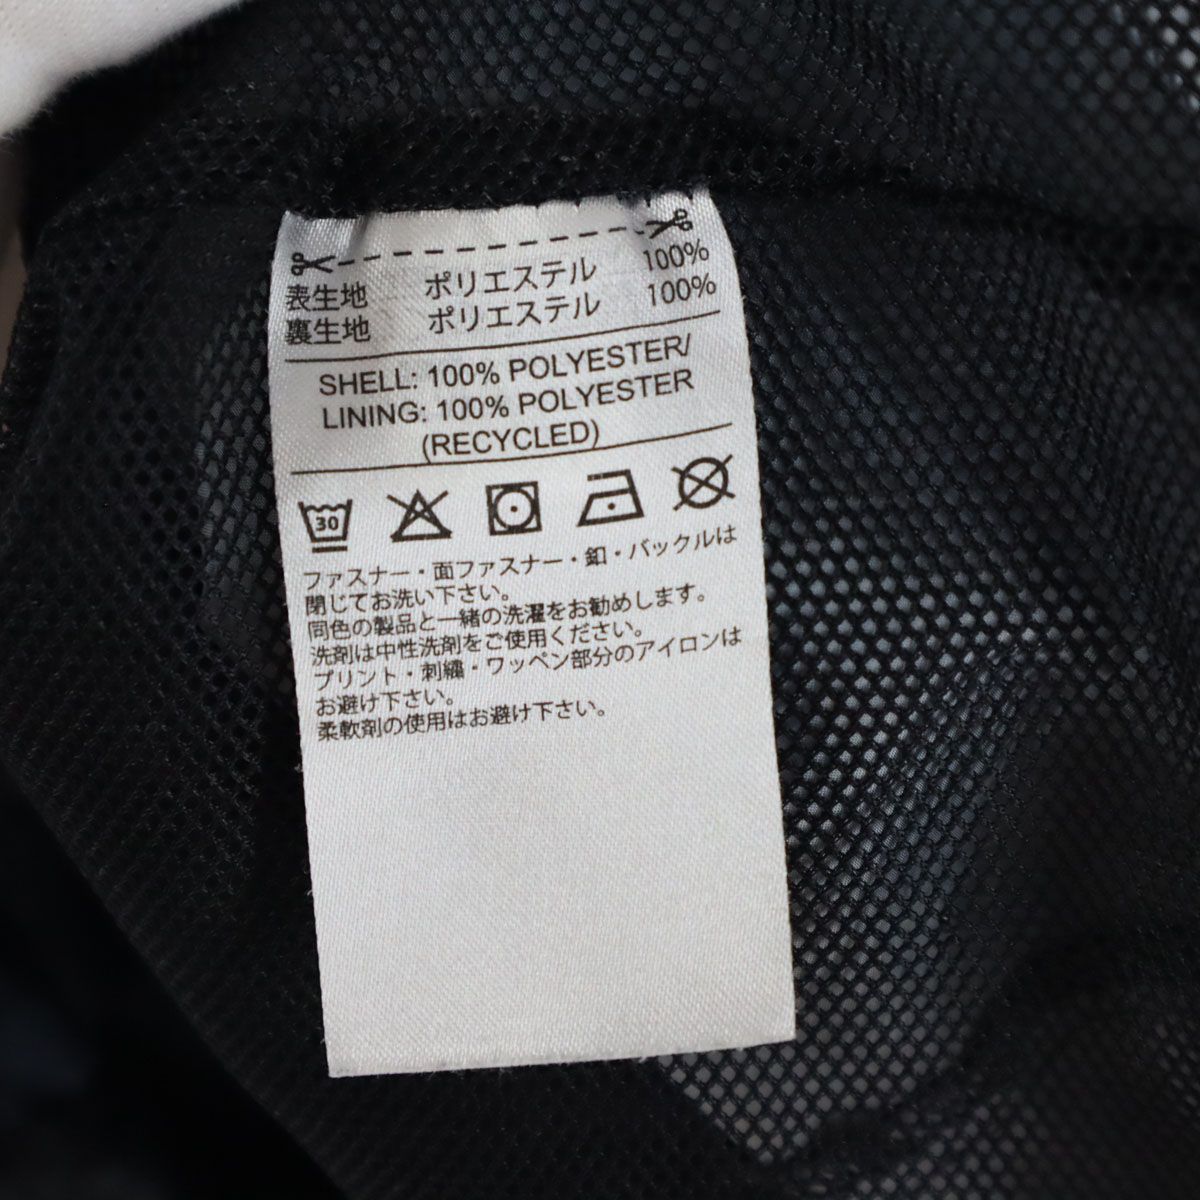 表生地 ポリエステル 100%
裏生地 ポリエステル 100%
SHELL: 100% POLYESTER/
LINING: 100% POLYESTER
(RECYCLED)
30
ファスナー・面ファスナー・釦・バックルは
閉じてお洗い下さい。
同色の製品と一緒の洗濯をお勧めします。
洗剤は中性洗剤をご使用ください。
プリント・刺繍・ワッペン部分のアイロンは
お避け下さい。
柔軟剤の使用はお避け下さい。